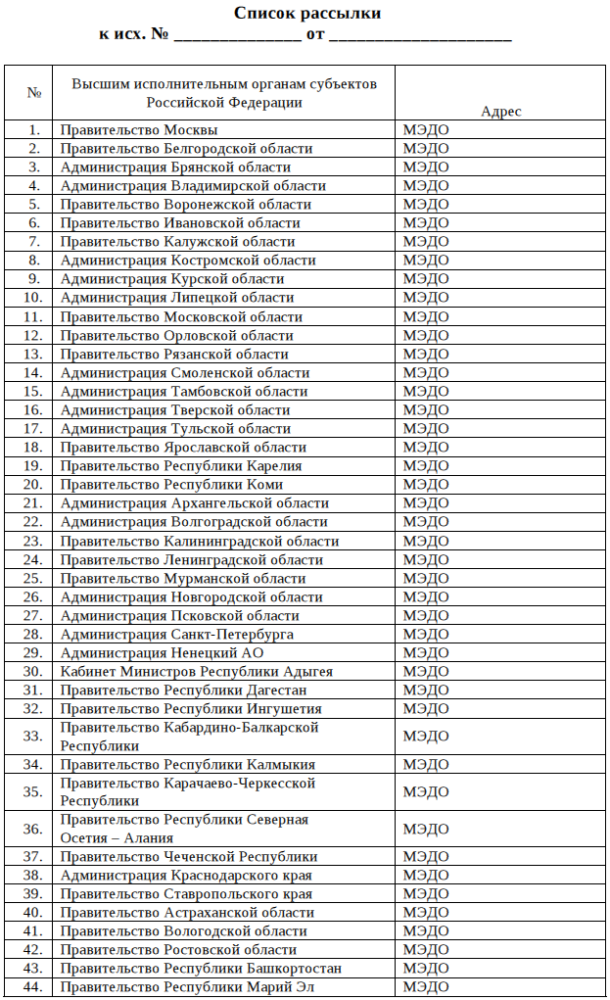 Список рассылки
к исх. № ______________ от ____________________
№
Высшим исполнительным органам субъектов
Российской Федерации
Адрес
1. Правительство Москвы МЭДО
2. Правительство Белгородской области МЭДО
3. Администрация Брянской области МЭДО
4. Администрация Владимирской области МЭДО
5. Правительство Воронежской области МЭДО
6. Правительство Ивановской области МЭДО
7. Правительство Калужской области МЭДО
8. Администрация Костромской области МЭДО
9. Администрация Курской области МЭДО
10. Администрация Липецкой области МЭДО
11. Правительство Московской области МЭДО
12. Правительство Орловской области МЭДО
13. Правительство Рязанской области МЭДО
14. Администрация Смоленской области МЭДО
15. Администрация Тамбовской области МЭДО
16. Администрация Тверской области МЭДО
17. Администрация Тульской области МЭДО
18. Правительство Ярославской области МЭДО
19. Правительство Республики Карелия МЭДО
20. Правительство Республики Коми МЭДО
21. Администрация Архангельской области МЭДО
22. Администрация Волгоградской области МЭДО
23. Правительство Калининградской области МЭДО
24. Правительство Ленинградской области МЭДО
25. Правительство Мурманской области МЭДО
26. Администрация Новгородской области МЭДО
27. Администрация Псковской области МЭДО
28. Администрация Санкт-Петербурга МЭДО
29. Администрация Ненецкий АО МЭДО
30. Кабинет Министров Республики Адыгея МЭДО
31. Правительство Республики Дагестан МЭДО
32. Правительство Республики Ингушетия МЭДО
33. Правительство Кабардино-Балкарской
Республики МЭДО
34. Правительство Республики Калмыкия МЭДО
35. Правительство Карачаево-Черкесской
Республики МЭДО
36. Правительство Республики Северная
Осетия – Алания МЭДО
37. Правительство Чеченской Республики МЭДО
38. Администрация Краснодарского края МЭДО
39. Правительство Ставропольского края МЭДО
40. Правительство Астраханской области МЭДО
41. Правительство Вологодской области МЭДО
42. Правительство Ростовской области МЭДО
43. Правительство Республики Башкортостан МЭДО
44. Правительство Республики Марий Эл МЭДО